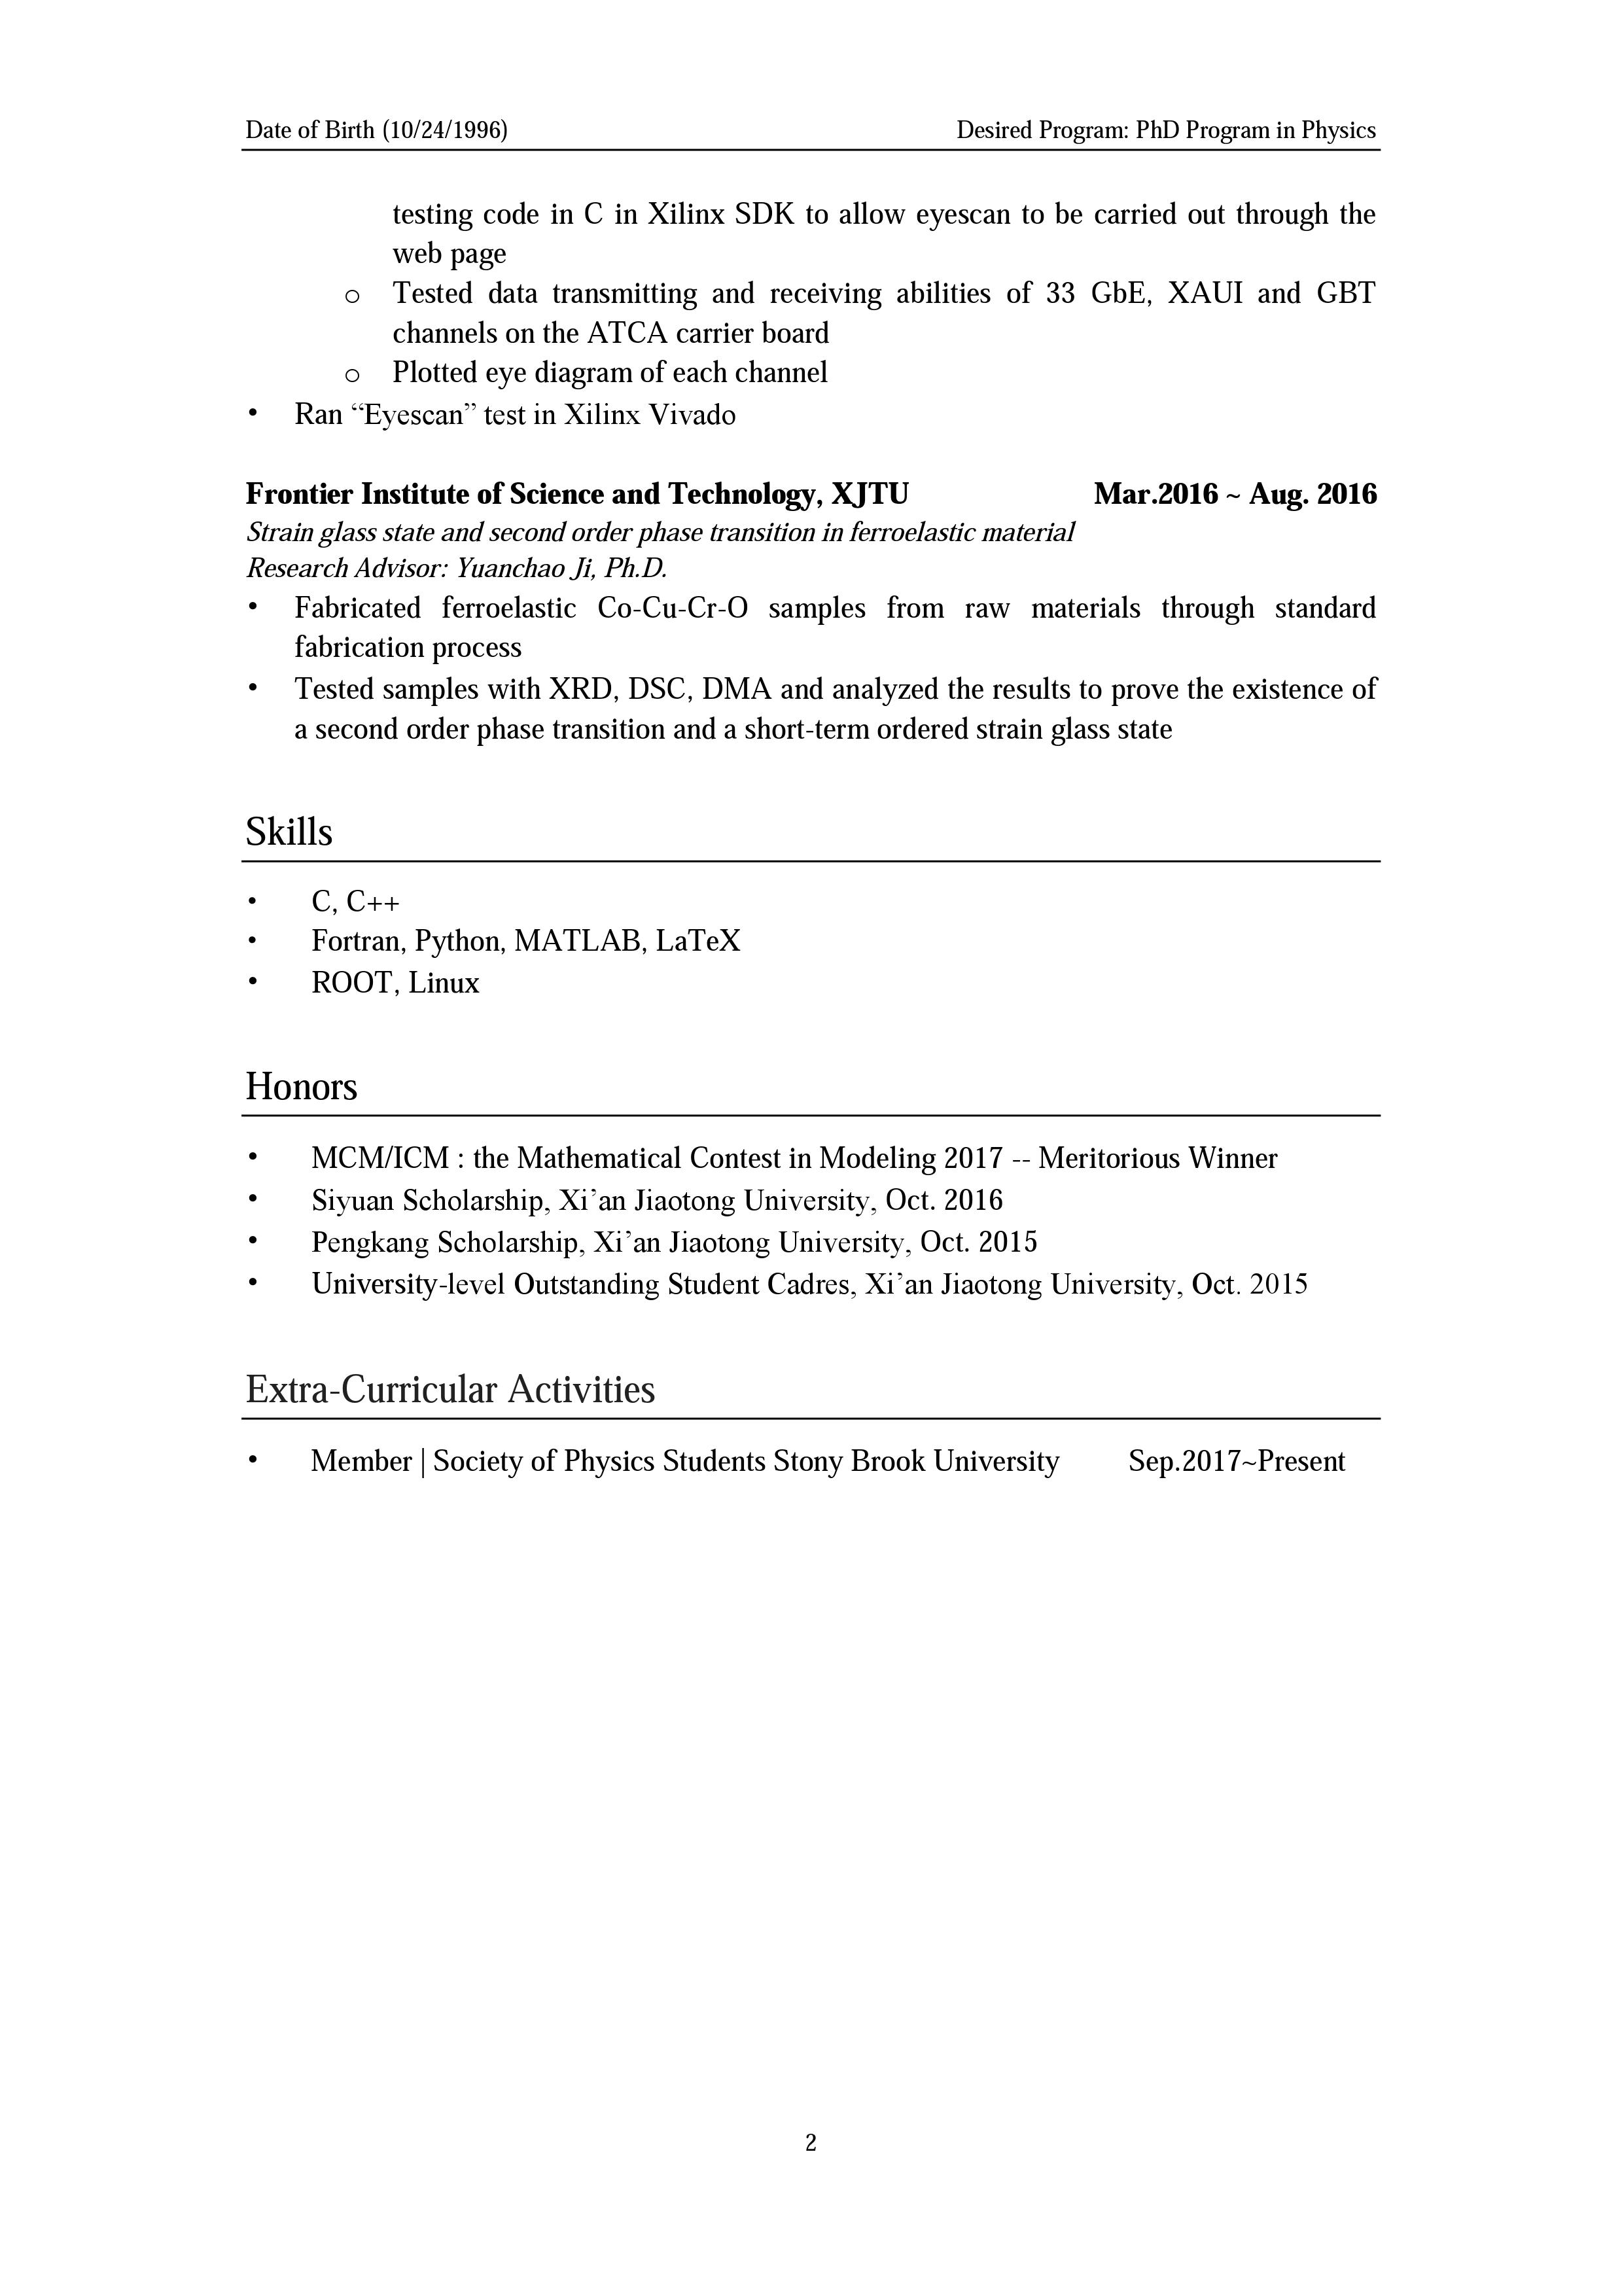 Date of Birth (10/24/1996) Desired Program: PhD Program in Physics
testing code in C in Xilinx SDK to allow eyescan to be carried out through the
web page
o Tested data transmitting and receiving abilities of 33 GbE, XAUI and GBT
channels on the ATCA carrier board
o Plotted eye diagram of each channel
• Ran “Eyescan” test in Xilinx Vivado
Frontier Institute of Science and Technology, XJTU Mar.2016 ~ Aug. 2016
Strain glass state and second order phase transition in ferroelastic material
Research Advisor: Yuanchao Ji, Ph.D.
• Fabricated ferroelastic Co-Cu-Cr-O samples from raw materials through standard
fabrication process
• Tested samples with XRD, DSC, DMA and analyzed the results to prove the existence of
a second order phase transition and a short-term ordered strain glass state
Skills
• C, C++
• Fortran, Python, MATLAB, LaTeX
• ROOT, Linux
Honors
• MCM/ICM : the Mathematical Contest in Modeling 2017 -- Meritorious Winner
• Siyuan Scholarship, Xi’an Jiaotong University, Oct. 2016
• Pengkang Scholarship, Xi’an Jiaotong University, Oct. 2015
• University-level Outstanding Student Cadres, Xi’an Jiaotong University, Oct. 2015
Extra-Curricular Activities
• Member | Society of Physics Students Stony Brook University Sep.2017~Present
2